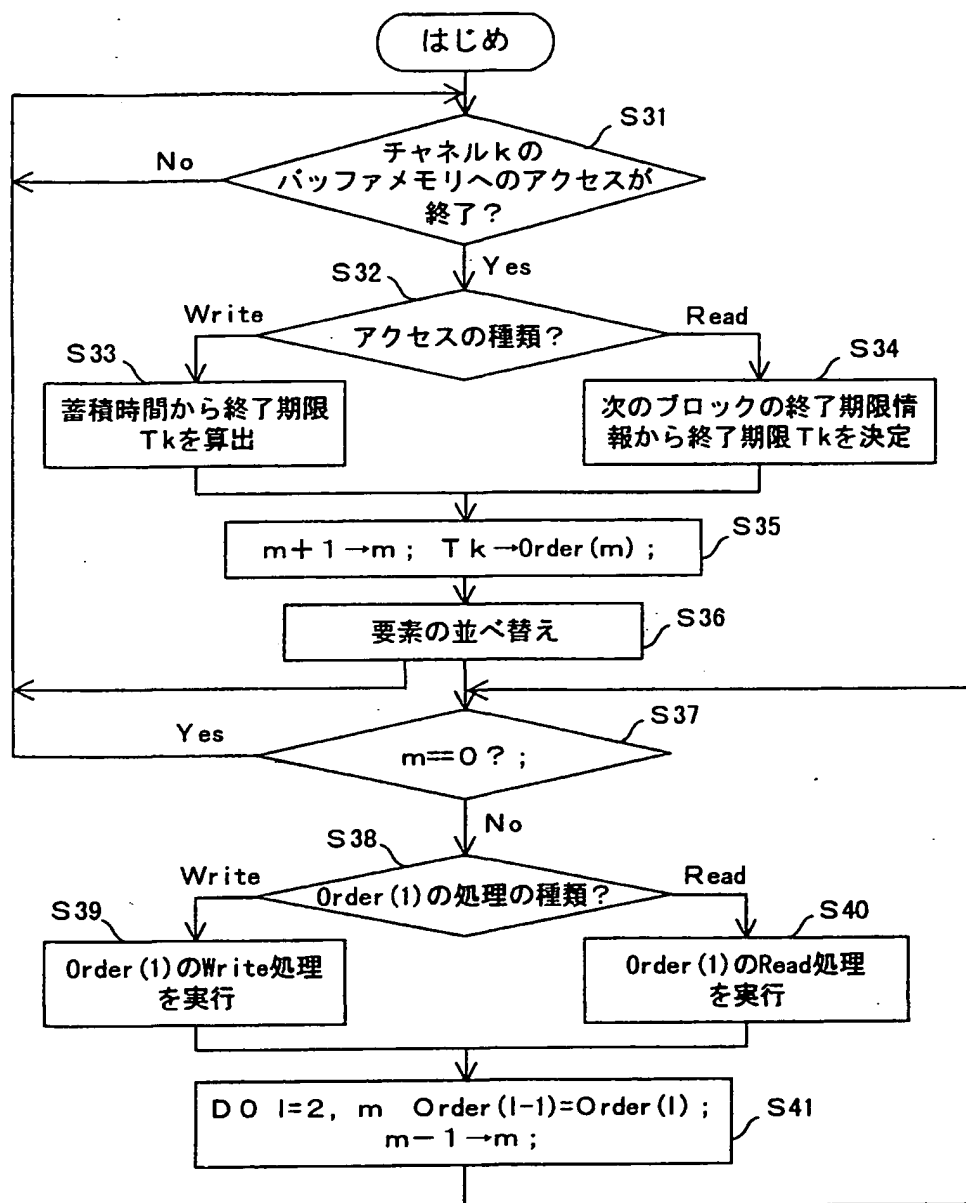 はじめ
S31
No
チャネルkの
バッファメモリへのアクセスが
終了?
Yes
S32
Write
アクセスの種類?
Read
S33
蓄積時間から終了期限
Tkを算出
S34
次のブロックの終了期限情
報から終了期限Tkを決定
S35
m+1→m; Tk→Order(m);
S36
要素の並べ替え
S37
Yes
m==0?;
No
S38
Write
Order(1)の処理の種類?
Read
S39
Order(1)のWrite処理
を実行
S40
Order(1)のRead処理
を実行
S41
DO l=2, m Order(l-1)=Order(l);
m-1→m;